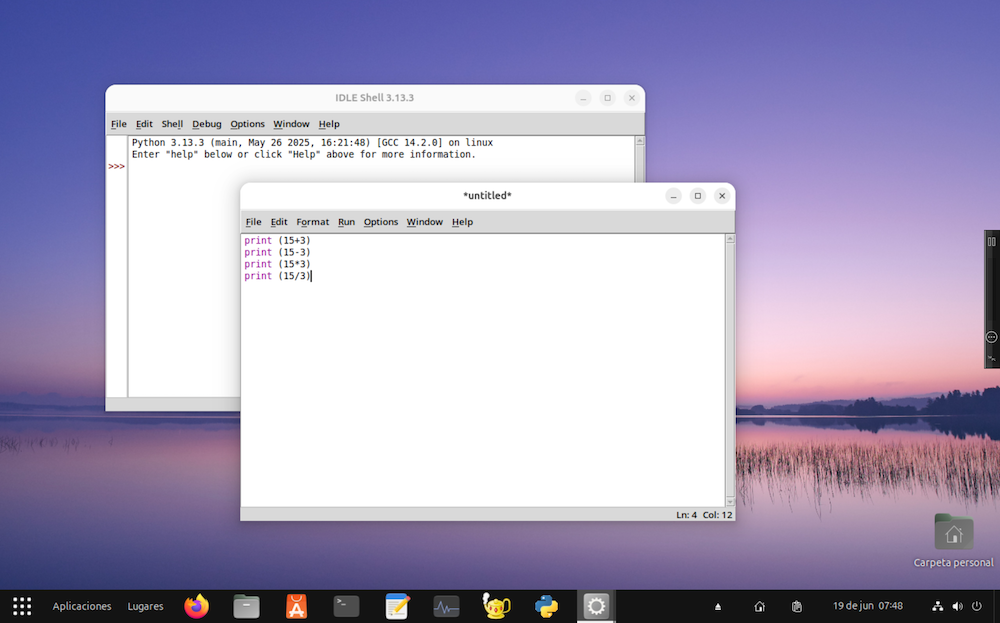 IDLE Shell 3.13.3
File Edit Shell Debug Options Window Help
Python 3.13.3 (main, May 26 2025, 16:21:48) [GCC 14.2.0] on linux
Enter "help" below or click "Help" above for more information.
>>>
*untitled*
File Edit Format Run Options Window Help
print (15+3)
print (15-3)
print (15*3)
print (15/3)
Ln: 4 Col: 12
Carpeta personal
Aplicaciones Lugares 19 de jun 07:48